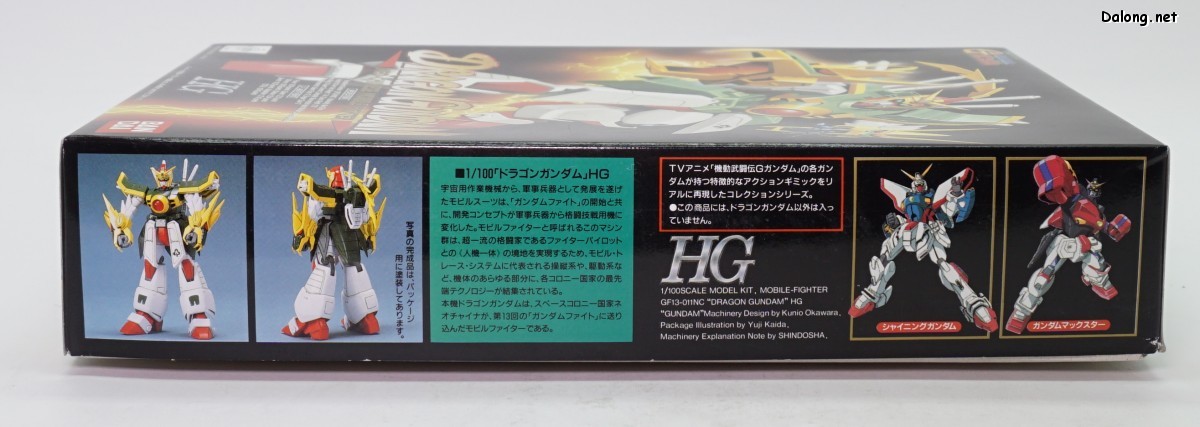 Dalong.net
HG
BAN
DAI
写真の完成品は、パッケージ
用に塗装してあります。
■1/100「ドラゴンガンダム」HG
宇宙用作業機械から、軍事兵器として発展を遂げ
たモビルスーツは、「ガンダムファイト」の開始と共
に、開発コンセプトが軍事兵器から格闘技戦用機に
変化した。モビルファイターと呼ばれるこのマシン
群は、超一流の格闘家であるファイターパイロット
との〈人機一体〉の境地を実現するため、モビル・ト
レース・システムに代表される操縦系や、駆動系な
ど、機体のあらゆる部分に、各コロニー国家の最先
端テクノロジーが結集されている。
本機ドラゴンガンダムは、スペースコロニー国家ネ
オチャイナが、第13回の「ガンダムファイト」に送り
込んだモビルファイターである。
TVアニメ「機動武闘伝Gガンダム」の各ガン
ダムが持つ特徴的なアクションギミックをリ
アルに再現したコレクションシリーズ。
●この商品には、ドラゴンガンダム以外は入っ
ていません。
HG
1/100SCALE MODEL KIT, MOBILE-FIGHTER
GF13-011NC "DRAGON GUNDAM" HG
"GUNDAM"Machinery Design by Kunio Okawara,
Package Illustration by Yuji Kaida,
Machinery Explanation Note by SHINDOSHA,
シャイニングガンダム
ガンダムマックスター